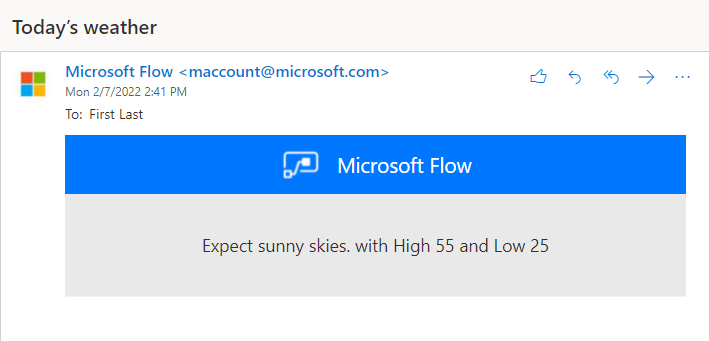 Today's weather
Microsoft Flow <maccount@microsoft.com>
Mon 2/7/2022 2:41 PM
To: First Last
Microsoft Flow
Expect sunny skies. with High 55 and Low 25